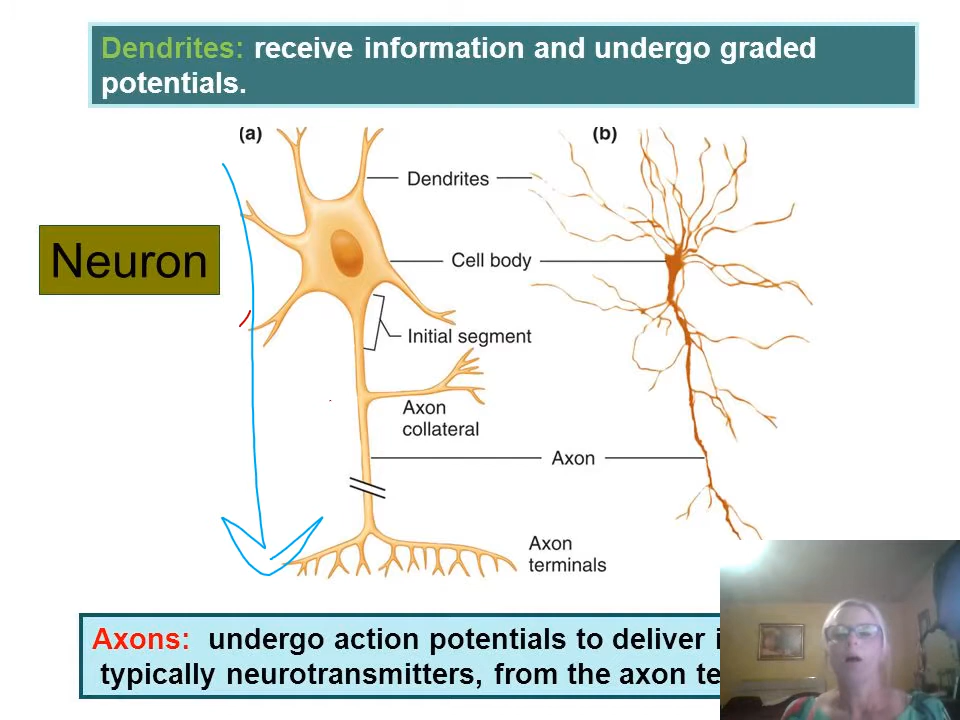 Dendrites: receive information and undergo graded
potentials.
(a)
(b)
Dendrites
Neuron
Cell body
Initial segment
Axon
collateral
Axon
Axon
terminals
Axons: undergo action potentials to deliver
typically neurotransmitters, from the axon